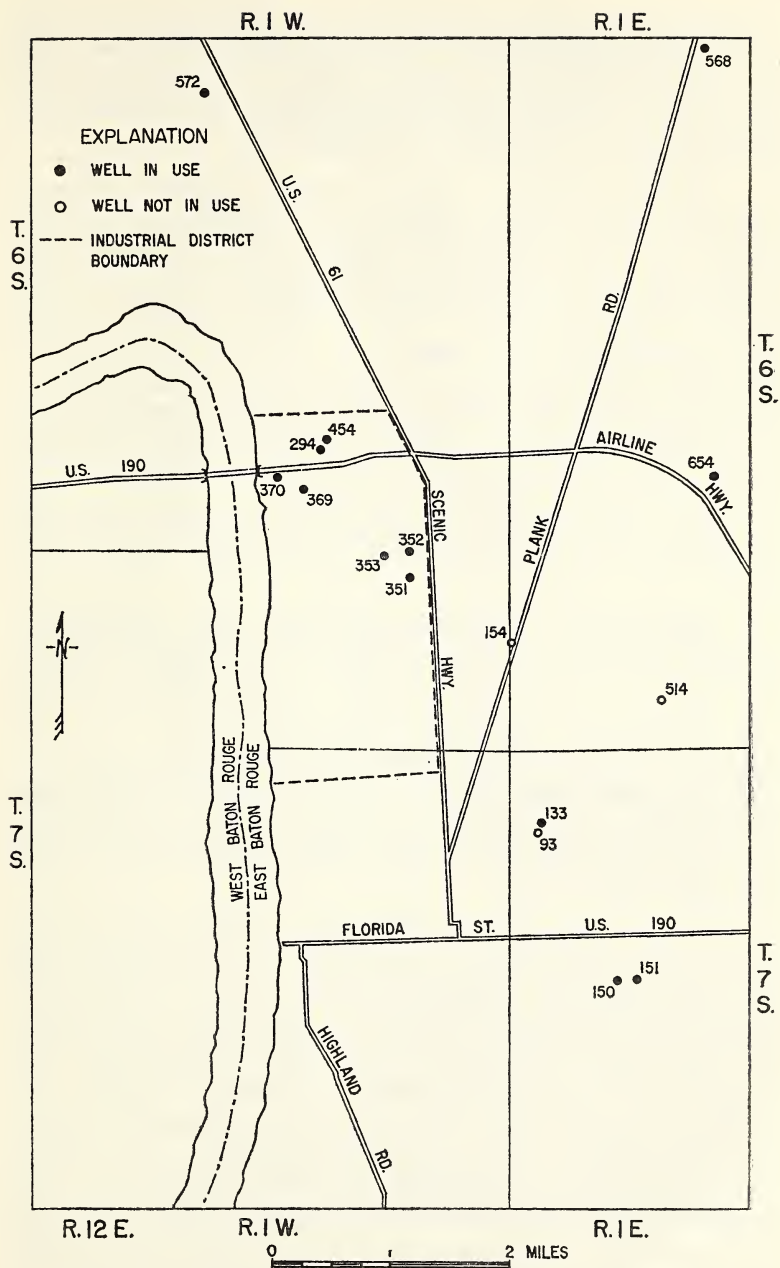 R. 1 W.
R. 1 E.
572
568
EXPLANATION
WELL IN USE
WELL NOT IN USE
INDUSTRIAL DISTRICT
BOUNDARY
T.
6
S.
U.S.
61
PLANK
RD.
T.
6
S.
454
294
AIRLINE
HWY.
U.S. 190
370
369
654
SCENIC
HWY.
352
353
351
N
154
514
WEST BATON ROUGE
EAST BATON ROUGE
T.
7
S.
133
93
FLORIDA ST. U.S. 190
T.
7
S.
150
151
HIGHLAND
RD.
R. 12 E.
R. 1 W.
R. 1 E.
0 1 2 MILES